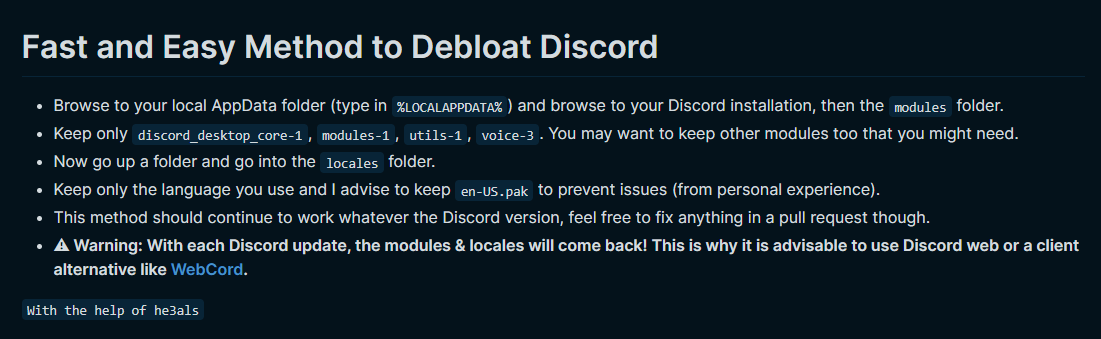 Fast and Easy Method to Debloat Discord
• Browse to your local AppData folder (type in %LOCALAPPDATA%) and browse to your Discord installation, then the modules folder.
• Keep only discord_desktop_core-1, modules-1, utils-1, voice-3. You may want to keep other modules too that you might need.
• Now go up a folder and go into the locales folder.
• Keep only the language you use and I advise to keep en-US.pak to prevent issues (from personal experience).
• This method should continue to work whatever the Discord version, feel free to fix anything in a pull request though.
• ⚠ Warning: With each Discord update, the modules & locales will come back! This is why it is advisable to use Discord web or a client
alternative like WebCord.
With the help of he3als